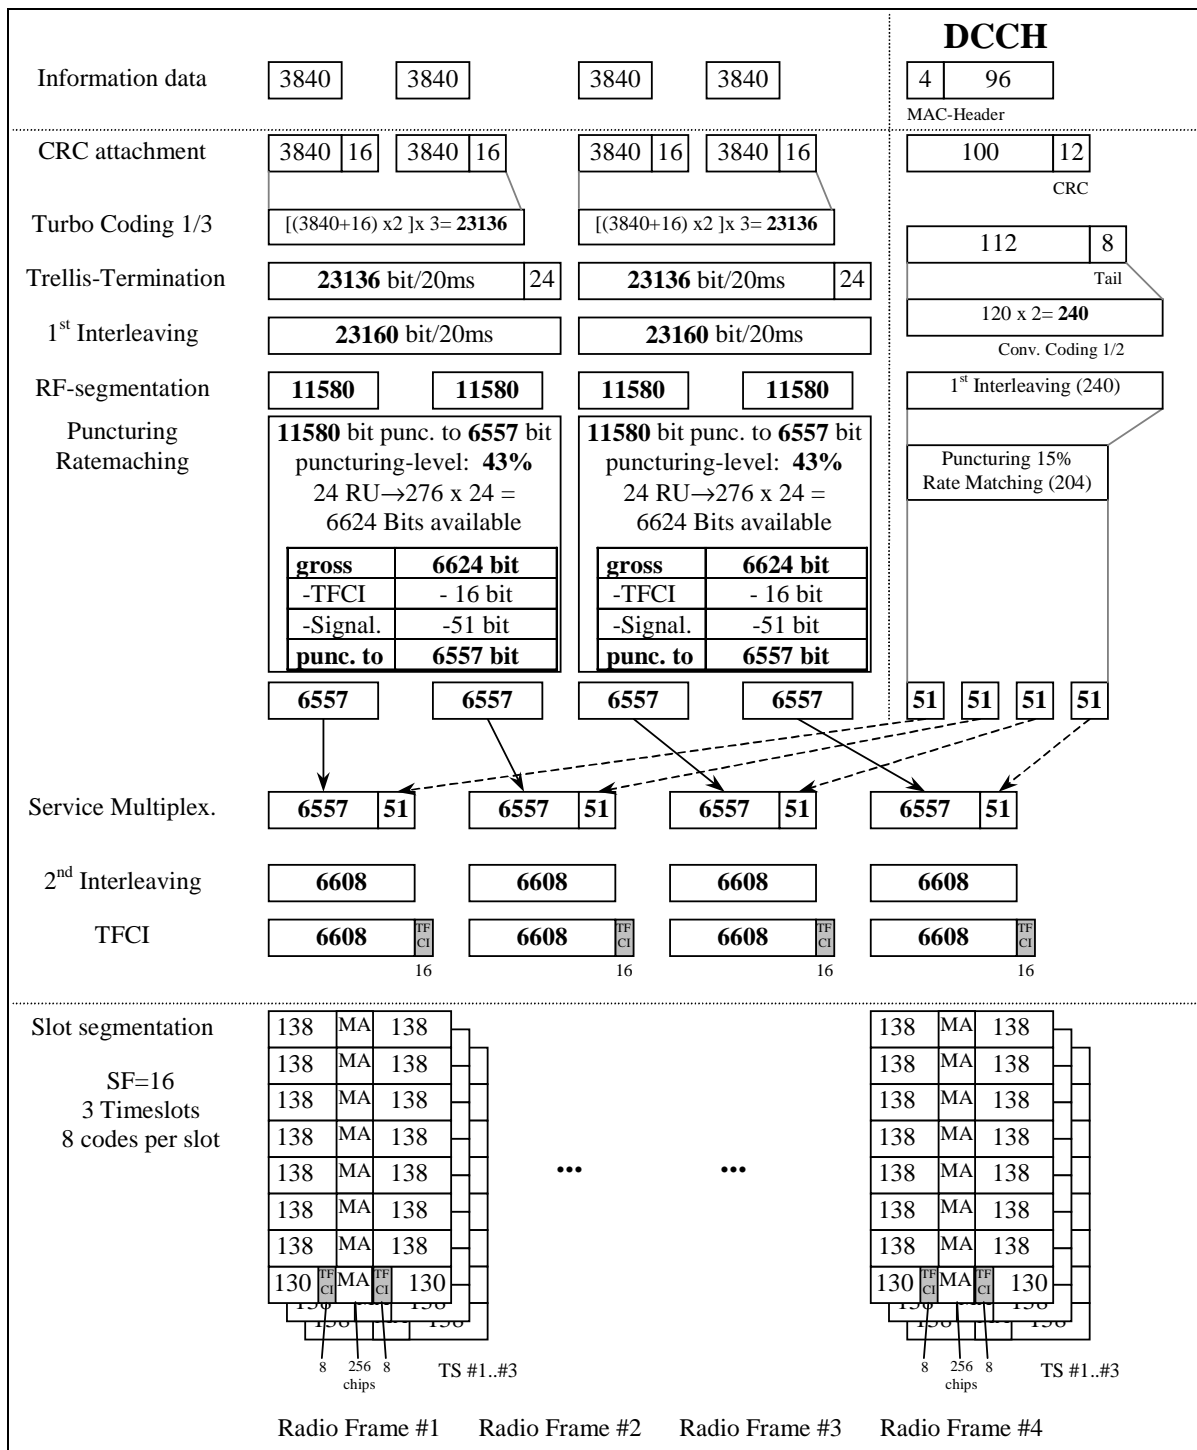 DCCH
Information data 3840 3840 3840 3840 4 96
MAC-Header
CRC attachment 3840 16 3840 16 3840 16 3840 16 100 12
CRC
Turbo Coding 1/3 [(3840+16) x2 ]x 3= 23136 [(3840+16) x2 ]x 3= 23136
112 8
Tail
Trellis-Termination 23136 bit/20ms 24 23136 bit/20ms 24
120 x 2= 240
1st Interleaving 23160 bit/20ms 23160 bit/20ms
Conv. Coding 1/2
RF-segmentation 11580 11580 11580 11580 1st Interleaving (240)
Puncturing 11580 bit punc. to 6557 bit 11580 bit punc. to 6557 bit
Ratemaching puncturing-level: 43% puncturing-level: 43% Puncturing 15%
24 RU→276 x 24 = 24 RU→276 x 24 = Rate Matching (204)
6624 Bits available 6624 Bits available
gross 6624 bit gross 6624 bit
-TFCI - 16 bit -TFCI - 16 bit
-Signal. -51 bit -Signal. -51 bit
punc. to 6557 bit punc. to 6557 bit
6557 6557 6557 6557 51 51 51 51
Service Multiplex. 6557 51 6557 51 6557 51 6557 51
2nd Interleaving 6608 6608 6608 6608
TFCI 6608 TF CI 6608 TF CI 6608 TF CI 6608 TF CI
16 16 16 16
Slot segmentation 138 MA 138 138 MA 138
138 MA 138 138 MA 138
SF=16 138 MA 138 138 MA 138
3 Timeslots
8 codes per slot 138 MA 138 138 MA 138
138 MA 138 ... ... 138 MA 138
138 MA 138 138 MA 138
138 MA 138 138 MA 138
130 TF CI MA TF CI 130 130 TF CI MA TF CI 130
138 138 138 138
138 138 138 138
8 256 8 TS #1..#3 8 256 8 TS #1..#3
chips chips
Radio Frame #1 Radio Frame #2 Radio Frame #3 Radio Frame #4